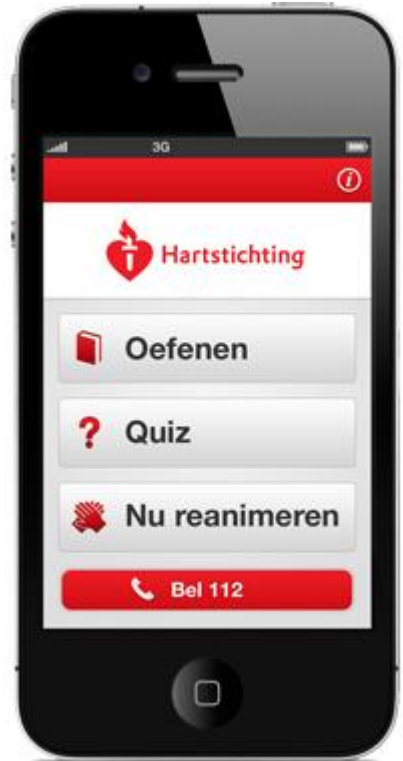 3G
i
Hartstichting
Oefenen
? Quiz
Nu reanimeren
Bel 112